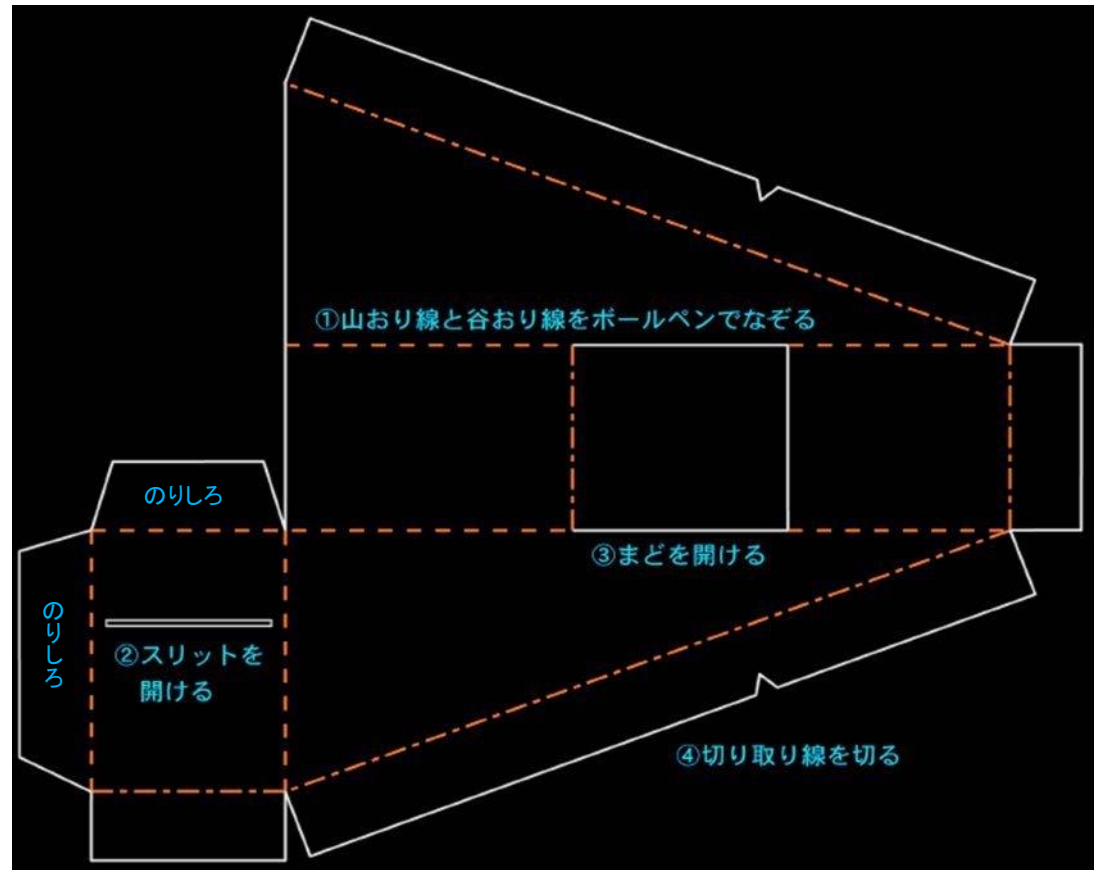 ①山おり線と谷おり線をボールペンでなぞる
のりしろ
③まどを開ける
のりしろ
②スリットを
開ける
④切り取り線を切る